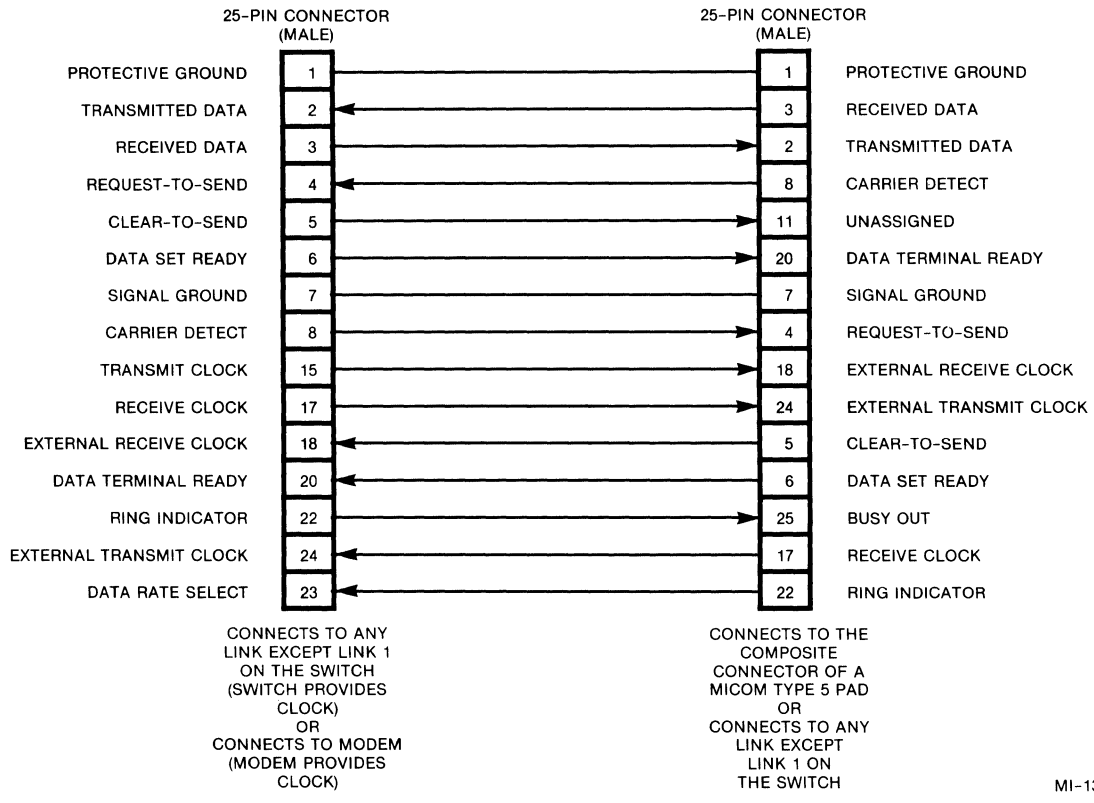 25-PIN CONNECTOR (MALE)
25-PIN CONNECTOR (MALE)
PROTECTIVE GROUND 1 1 PROTECTIVE GROUND
TRANSMITTED DATA 2 3 RECEIVED DATA
RECEIVED DATA 3 2 TRANSMITTED DATA
REQUEST-TO-SEND 4 8 CARRIER DETECT
CLEAR-TO-SEND 5 11 UNASSIGNED
DATA SET READY 6 20 DATA TERMINAL READY
SIGNAL GROUND 7 7 SIGNAL GROUND
CARRIER DETECT 8 4 REQUEST-TO-SEND
TRANSMIT CLOCK 15 18 EXTERNAL RECEIVE CLOCK
RECEIVE CLOCK 17 24 EXTERNAL TRANSMIT CLOCK
EXTERNAL RECEIVE CLOCK 18 5 CLEAR-TO-SEND
DATA TERMINAL READY 20 6 DATA SET READY
RING INDICATOR 22 25 BUSY OUT
EXTERNAL TRANSMIT CLOCK 24 17 RECEIVE CLOCK
DATA RATE SELECT 23 22 RING INDICATOR
CONNECTS TO ANY
LINK EXCEPT LINK 1
ON THE SWITCH
(SWITCH PROVIDES
CLOCK)
OR
CONNECTS TO MODEM
(MODEM PROVIDES
CLOCK)
CONNECTS TO THE
COMPOSITE
CONNECTOR OF A
MICOM TYPE 5 PAD
OR
CONNECTS TO ANY
LINK EXCEPT
LINK 1 ON
THE SWITCH